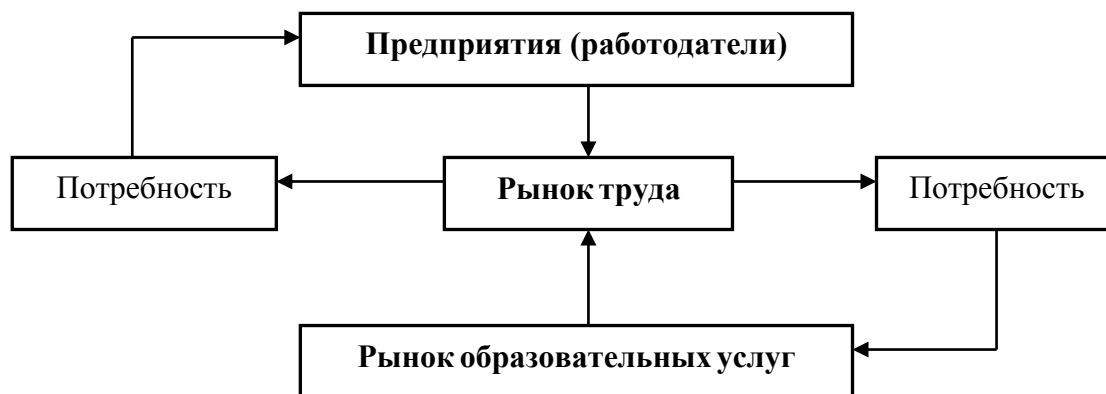 Предприятия (работодатели)
Потребность
Рынок труда
Потребность
Рынок образовательных услуг